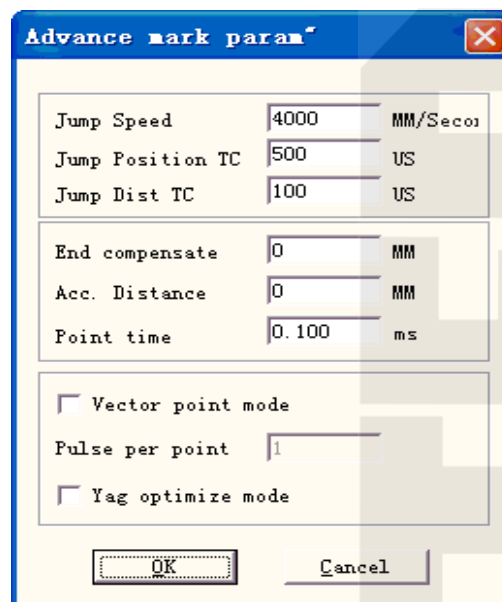 Advance mark param
Jump Speed 4000 MM/Seco
Jump Position TC 500 US
Jump Dist TC 100 US
End compensate 0 MM
Acc. Distance 0 MM
Point time 0.100 ms
Vector point mode
Pulse per point 1
Yag optimize mode
OK Cancel